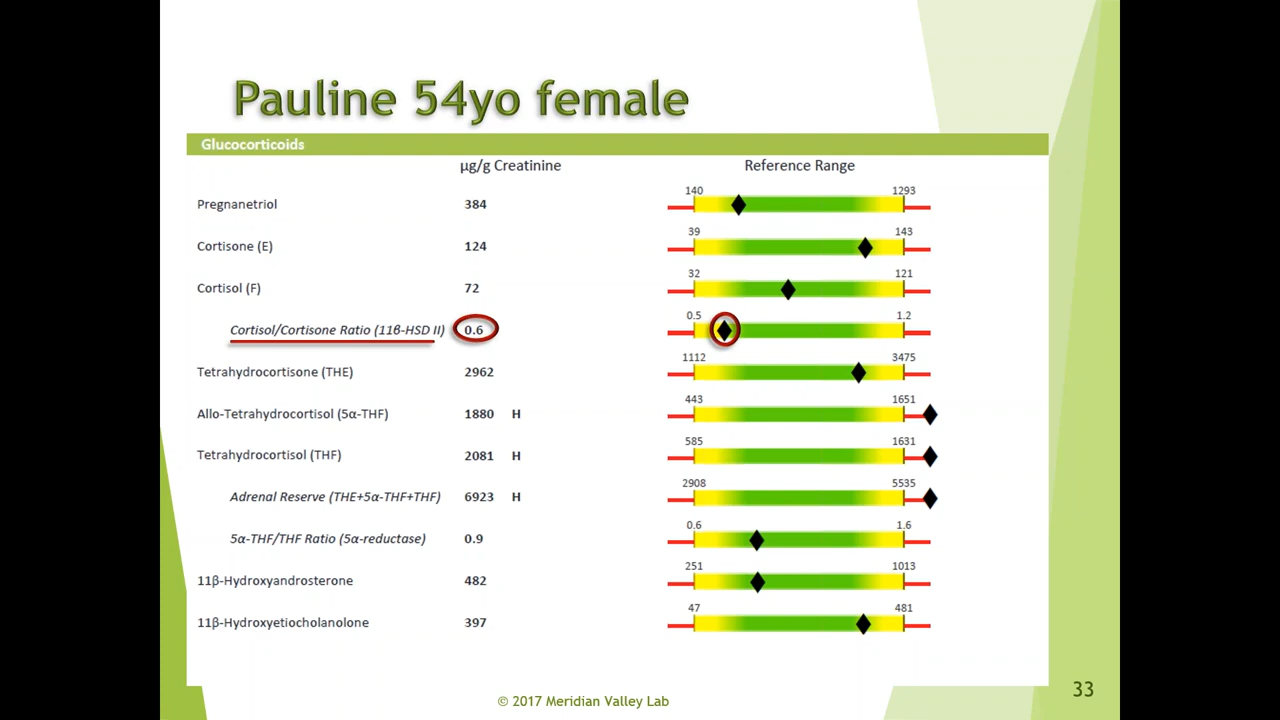 Pauline 54yo female
Glucocorticoids
µg/g Creatinine Reference Range
Pregnanetriol 384 140 1293
Cortisone (E) 124 39 143
Cortisol (F) 72 32 121
Cortisol/Cortisone Ratio (11β-HSD II) 0.6 0.5 1.2
Tetrahydrocortisone (THE) 2962 1112 3475
Allo-Tetrahydrocortisol (5α-THF) 1880 H 443 1651
Tetrahydrocortisol (THF) 2081 H 585 1631
Adrenal Reserve (THE+5α-THF+THF) 6923 H 2908 5535
5α-THF/THF Ratio (5α-reductase) 0.9 0.6 1.6
11β-Hydroxyandrosterone 482 251 1013
11β-Hydroxyetiocholanolone 397 47 481
© 2017 Meridian Valley Lab
33